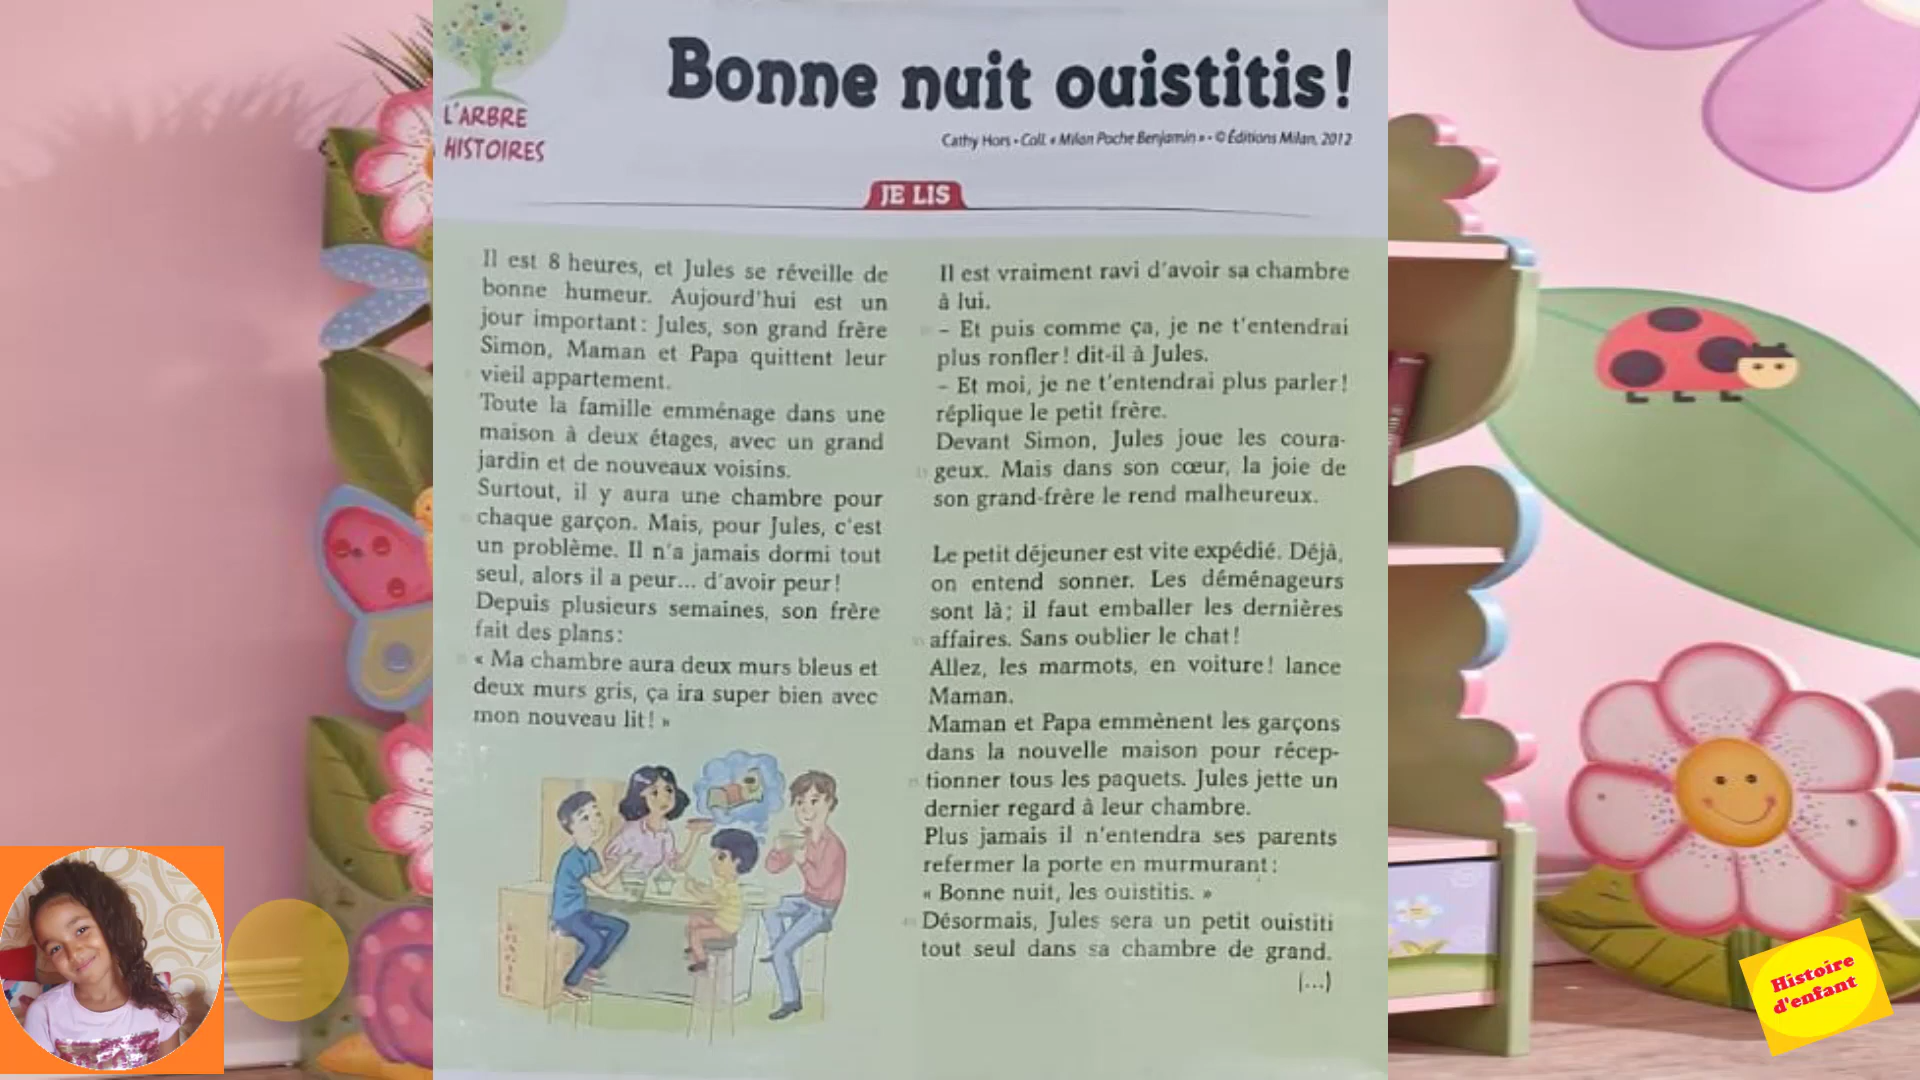 Bonne nuit ouistitis!
L'ARBRE
HISTOIRES
Cathy Hors • Coll. « Milan Poche Benjamin » • © Éditions Milan, 2012
JE LIS
Il est 8 heures, et Jules se réveille de
bonne humeur. Aujourd'hui est un
jour important : Jules, son grand frère
Simon, Maman et Papa quittent leur
vieil appartement.
Toute la famille emménage dans une
maison à deux étages, avec un grand
jardin et de nouveaux voisins.
Surtout, il y aura une chambre pour
chaque garçon. Mais, pour Jules, c'est
un problème. Il n'a jamais dormi tout
seul, alors il a peur... d'avoir peur!
Depuis plusieurs semaines, son frère
fait des plans :
« Ma chambre aura deux murs bleus et
deux murs gris, ça ira super bien avec
mon nouveau lit! »
Il est vraiment ravi d'avoir sa chambre
à lui.
– Et puis comme ça, je ne t'entendrai
plus ronfler! dit-il à Jules.
– Et moi, je ne t'entendrai plus parler!
réplique le petit frère.
Devant Simon, Jules joue les coura-
geux. Mais dans son cœur, la joie de
son grand-frère le rend malheureux.
Le petit déjeuner est vite expédié. Déjà,
on entend sonner. Les déménageurs
sont là ; il faut emballer les dernières
affaires. Sans oublier le chat!
Allez, les marmots, en voiture! lance
Maman.
Maman et Papa emmènent les garçons
dans la nouvelle maison pour récep-
tionner tous les paquets. Jules jette un
dernier regard à leur chambre.
Plus jamais il n'entendra ses parents
refermer la porte en murmurant :
« Bonne nuit, les ouistitis. »
Désormais, Jules sera un petit ouistiti
tout seul dans sa chambre de grand.
(...)
Histoire
d'enfant